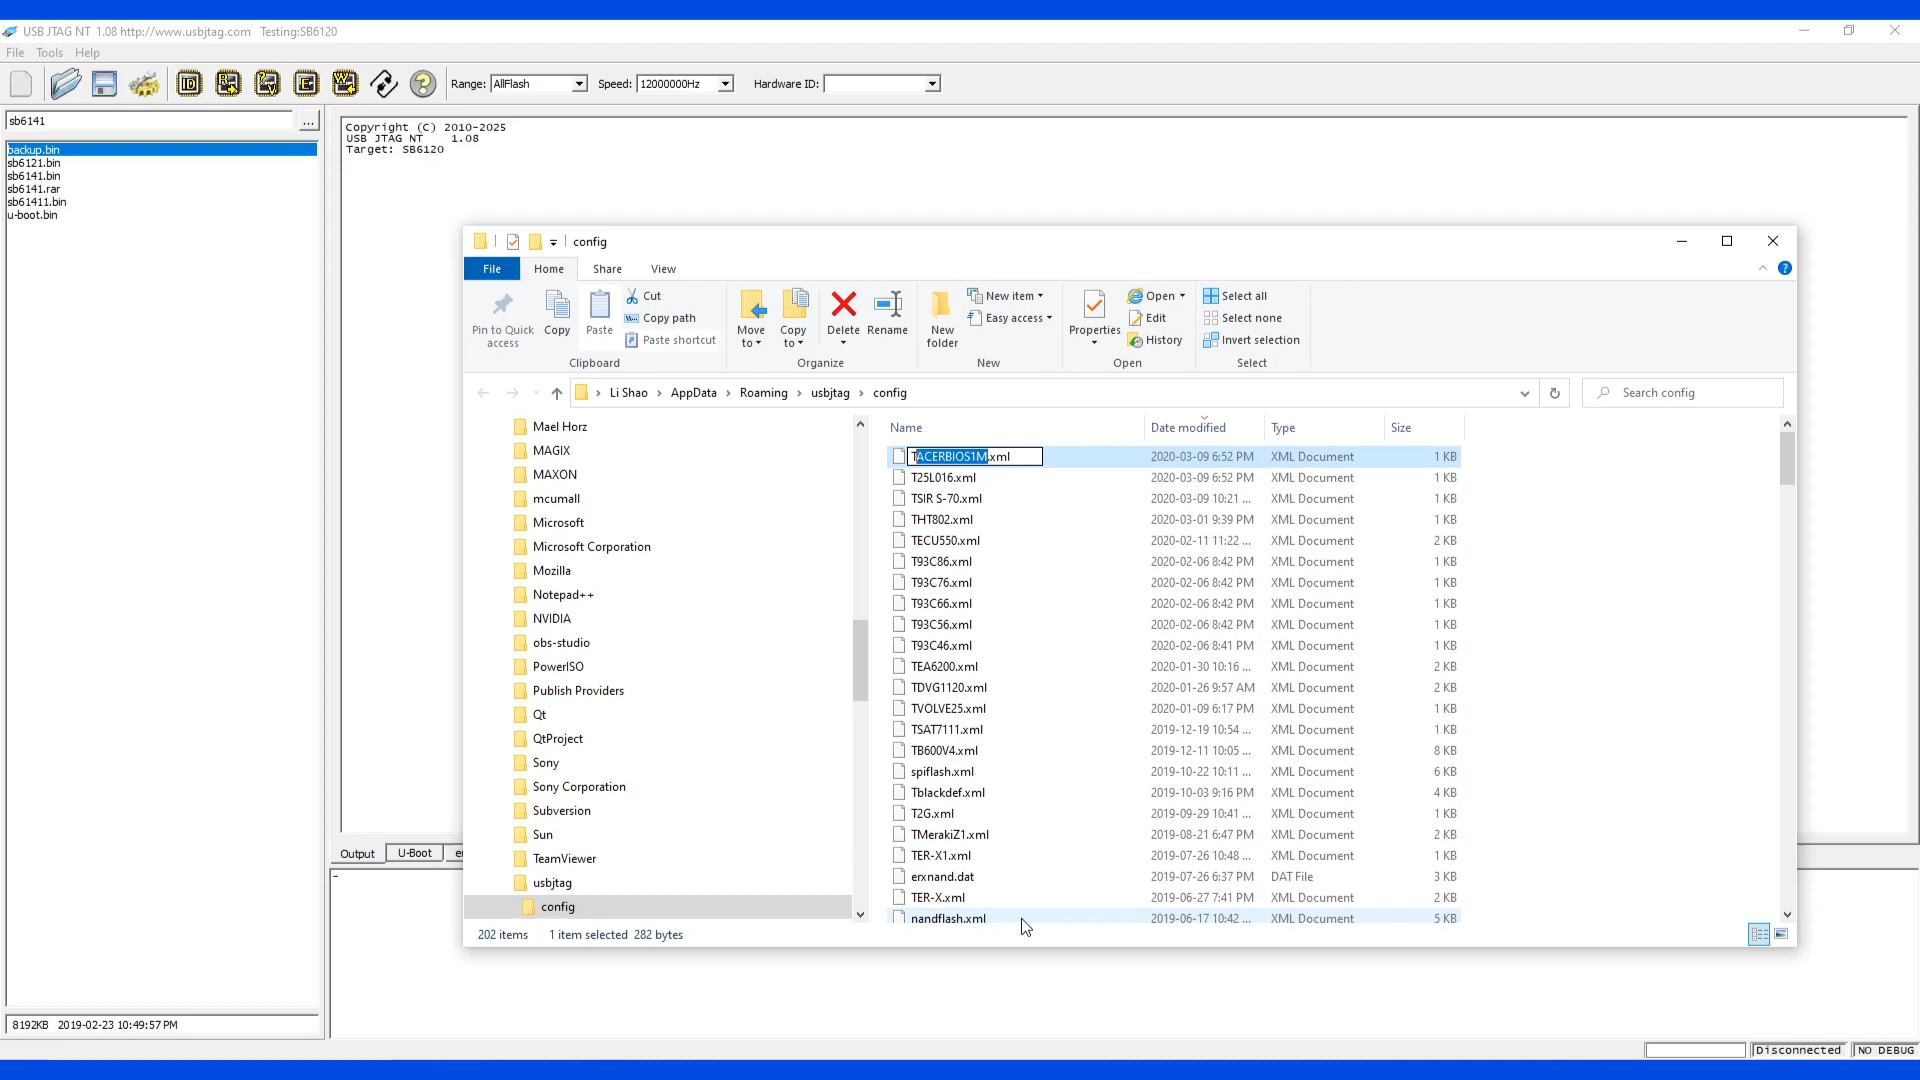 USB JTAG NT 1.08 http://www.usbjtag.com Testing:SB6120
File Tools Help
Range: AllFlash Speed: 12000000Hz Hardware ID:
sb6141 ...
backup.bin
sb6121.bin
sb6141.bin
sb6141.rar
sb61411.bin
u-boot.bin
Copyright (C) 2010-2025
USB JTAG NT 1.08
Target: SB6120
config
File Home Share View
Pin to Quick access
Copy
Paste
Cut
Copy path
Paste shortcut
Clipboard
Move to
Copy to
Delete
Rename
Organize
New folder
New item
Easy access
New
Properties
Open
Edit
History
Open
Select all
Select none
Invert selection
Select
Li Shao > AppData > Roaming > usbjtag > config
Search config
Mael Horz
MAGIX
MAXON
mcumall
Microsoft
Microsoft Corporation
Mozilla
Notepad++
NVIDIA
obs-studio
PowerISO
Publish Providers
Qt
QtProject
Sony
Sony Corporation
Subversion
Sun
TeamViewer
usbjtag
config
Name Date modified Type Size
TACERBIOS1M.xml 2020-03-09 6:52 PM XML Document 1 KB
T25L016.xml 2020-03-09 6:52 PM XML Document 1 KB
TSIR S-70.xml 2020-03-09 10:21 ... XML Document 1 KB
THT802.xml 2020-03-01 9:39 PM XML Document 1 KB
TECU550.xml 2020-02-11 11:22 ... XML Document 2 KB
T93C86.xml 2020-02-06 8:42 PM XML Document 1 KB
T93C76.xml 2020-02-06 8:42 PM XML Document 1 KB
T93C66.xml 2020-02-06 8:42 PM XML Document 1 KB
T93C56.xml 2020-02-06 8:42 PM XML Document 1 KB
T93C46.xml 2020-02-06 8:41 PM XML Document 1 KB
TEA6200.xml 2020-01-30 10:16 ... XML Document 2 KB
TDVG1120.xml 2020-01-26 9:57 AM XML Document 2 KB
TVOLVE25.xml 2020-01-09 6:17 PM XML Document 1 KB
TSAT7111.xml 2019-12-19 10:54 ... XML Document 1 KB
TB600V4.xml 2019-12-11 10:05 ... XML Document 8 KB
spiflash.xml 2019-10-22 10:11 ... XML Document 6 KB
Tblackdef.xml 2019-10-03 9:16 PM XML Document 4 KB
T2G.xml 2019-09-29 10:41 ... XML Document 1 KB
TMerakiZ1.xml 2019-08-21 6:47 PM XML Document 2 KB
TER-X1.xml 2019-07-26 10:48 ... XML Document 1 KB
erxnand.dat 2019-07-26 6:37 PM DAT File 3 KB
TER-X.xml 2019-06-27 7:41 PM XML Document 2 KB
nandflash.xml 2019-06-17 10:42 ... XML Document 5 KB
202 items 1 item selected 282 bytes
Output U-Boot
8192KB 2019-02-23 10:49:57PM
Disconnected NO DEBUG